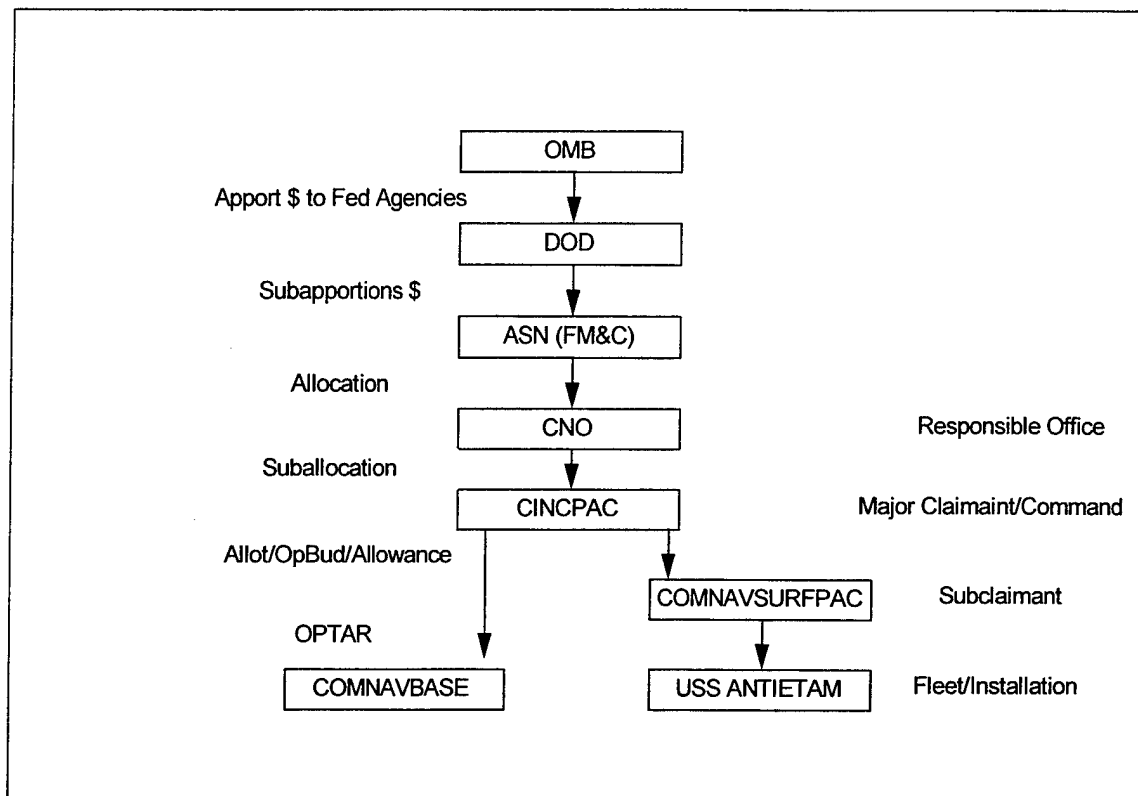 OMB
Apport $ to Fed Agencies
DOD
Subapportions $
ASN (FM&C)
Allocation
CNO
Responsible Office
Suballocation
CINCPAC
Major Claimaint/Command
Allot/OpBud/Allowance
COMNAVSURFPAC
Subclaimant
OPTAR
COMNAVBASE
USS ANTIETAM
Fleet/Installation